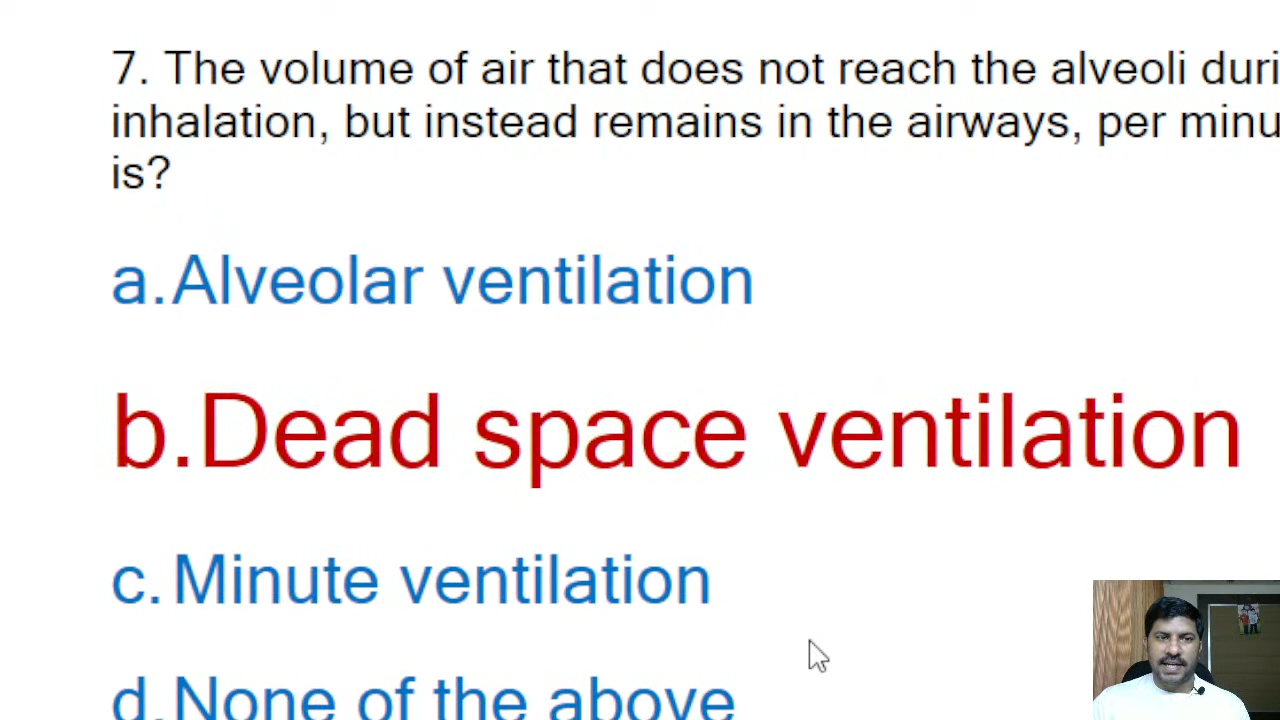 7. The volume of air that does not reach the alveoli duri
inhalation, but instead remains in the airways, per minu
is?
a. Alveolar ventilation
b. Dead space ventilation
c. Minute ventilation
d. None of the above